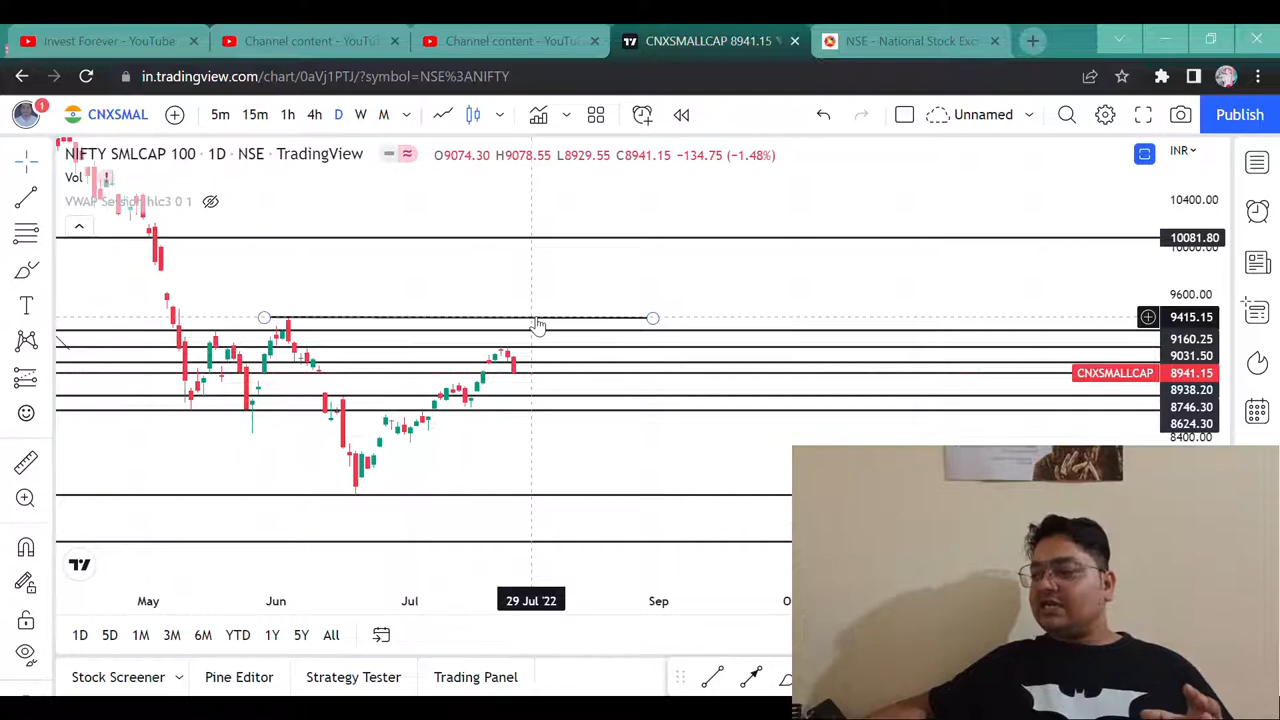 Invest Forever - YouTube
Channel content - YouTu
Channel content - YouTu
CNXSMALLCAP 8941.15
NSE - National Stock Exc
in.tradingview.com/chart/0aVj1PTJ/?symbol=NSE%3ANIFTY
1
CNXSMAL
5m 15m 1h 4h D W M
Unnamed
Publish
NIFTY SMLCAP 100 · 1D · NSE · TradingView
O9074.30 H9078.55 L8929.55 C8941.15 −134.75 (−1.48%)
INR
Vol
VWAP Session hlc3 0 1
10400.00
10081.80
10000.00
9600.00
9415.15
9160.25
9031.50
CNXSMALLCAP 8941.15
8938.20
8746.30
8624.30
8400.00
May Jun Jul 29 Jul '22 Sep
1D 5D 1M 3M 6M YTD 1Y 5Y All
Stock Screener Pine Editor Strategy Tester Trading Panel